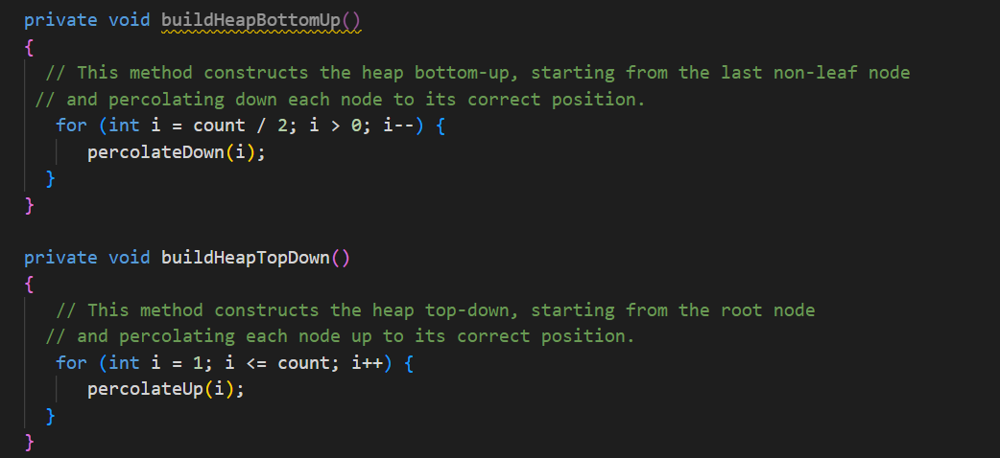 private void buildHeapBottomUp()
{
// This method constructs the heap bottom-up, starting from the last non-leaf node
// and percolating down each node to its correct position.
for (int i = count / 2; i > 0; i--) {
percolateDown(i);
}
}
private void buildHeapTopDown()
{
// This method constructs the heap top-down, starting from the root node
// and percolating each node up to its correct position.
for (int i = 1; i <= count; i++) {
percolateUp(i);
}
}